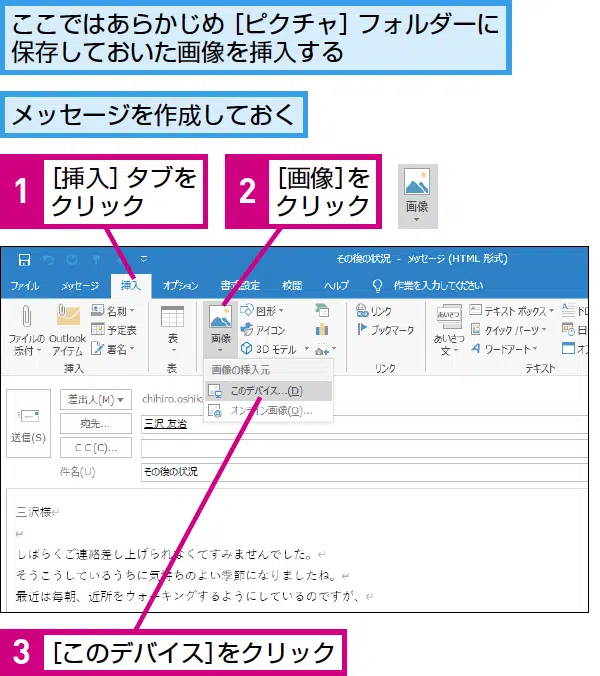 ここではあらかじめ［ピクチャ］フォルダーに
保存しておいた画像を挿入する
メッセージを作成しておく
1
［挿入］タブを
クリック
2
［画像］を
クリック
画像
その後の状況 - メッセージ (HTML 形式)
ファイル メッセージ 挿入 オプション 書式設定 校閲 ヘルプ 作業を入力してください
ファイルの
添付
Outlook
アイテム
名刺
予定表
署名
挿入
表
表
画像
図形
アイコン
3D モデル
リンク
ブックマーク
リンク
あいさつ
あいさつ
文
テキスト ボックス
クイック パーツ
ワードアート
テキスト
日
オブ
画像の挿入元
このデバイス...(D)
オンライン画像(O)...
送信(S)
差出人(M)
chihiro.oshika
宛先...
三沢 友治
ＣＣ(C)...
件名(U)
その後の状況
三沢様
しばらくご連絡差し上げられなくてすみませんでした。
そうこうしているうちに気持ちのよい季節になりましたね。
最近は毎朝、近所をウォーキングするようにしているのですが、
3
［このデバイス］をクリック